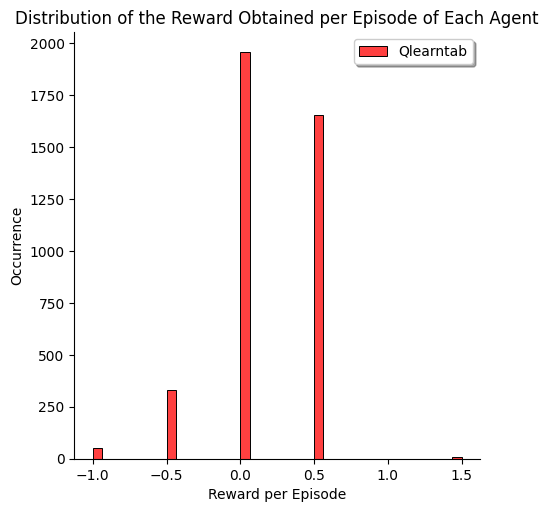 Distribution of the Reward Obtained per Episode of Each Agent
Qlearntab
2000
1750
1500
1250
1000
750
500
250
0
Occurrence
−1.0 −0.5 0.0 0.5 1.0 1.5
Reward per Episode